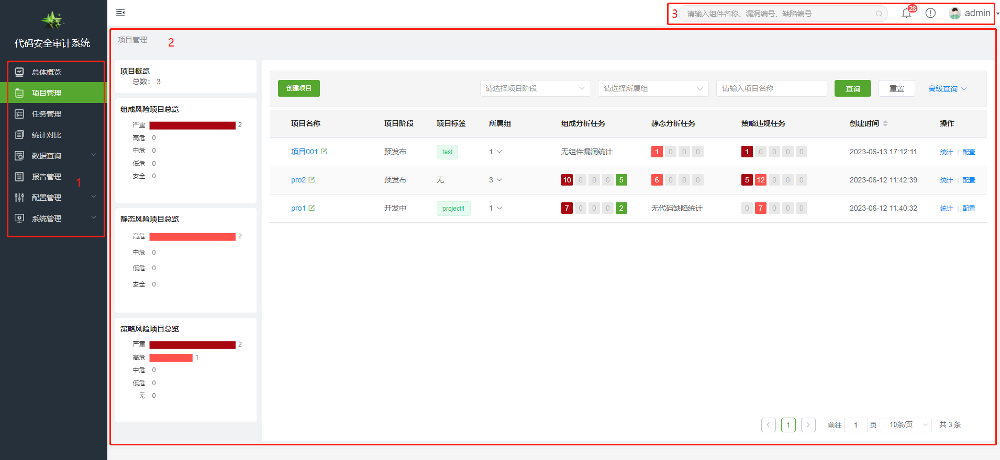 代码安全审计系统
总体概览
项目管理
任务管理
统计对比
数据查询
报告管理
配置管理
系统管理
1
3 请输入组件名称、漏洞编号、缺陷编号 28 admin
项目管理 2
项目概览
总数： 3
组成风险项目总览
严重 2
高危 0
中危 0
低危 0
安全 0
静态风险项目总览
高危 2
中危 0
低危 0
安全 0
策略风险项目总览
严重 2
高危 1
中危 0
低危 0
无 0
创建项目 请选择项目阶段 请选择所属组 请输入项目名称 查询 重置 高级查询
项目名称 项目阶段 项目标签 所属组 组成分析任务 静态分析任务 策略违规任务 创建时间 操作
项目001 预发布 test 1 无组件漏洞统计 1 0 0 0 1 0 0 0 0 2023-06-13 17:12:11 统计 | 配置
pro2 预发布 无 3 10 0 0 0 5 6 0 0 0 5 12 0 0 0 2023-06-12 11:42:39 统计 | 配置
pro1 开发中 project1 1 7 0 0 0 2 无代码缺陷统计 0 7 0 0 0 2023-06-12 11:40:32 统计 | 配置
1 前往 1 页 10条/页 共 3 条